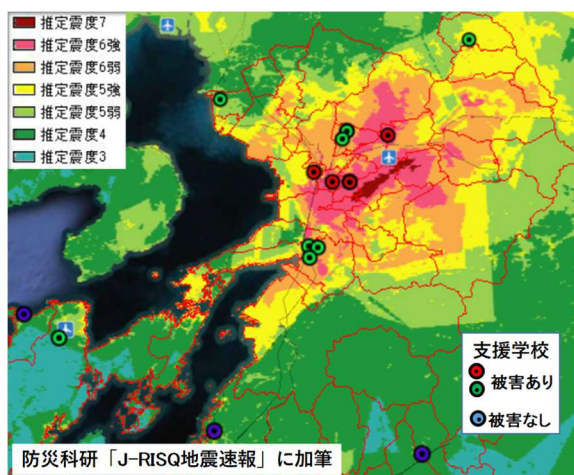 推定震度7
推定震度6強
推定震度6弱
推定震度5強
推定震度5弱
推定震度4
推定震度3
支援学校
被害あり
被害なし
防災科研「J-RISQ地震速報」に加筆